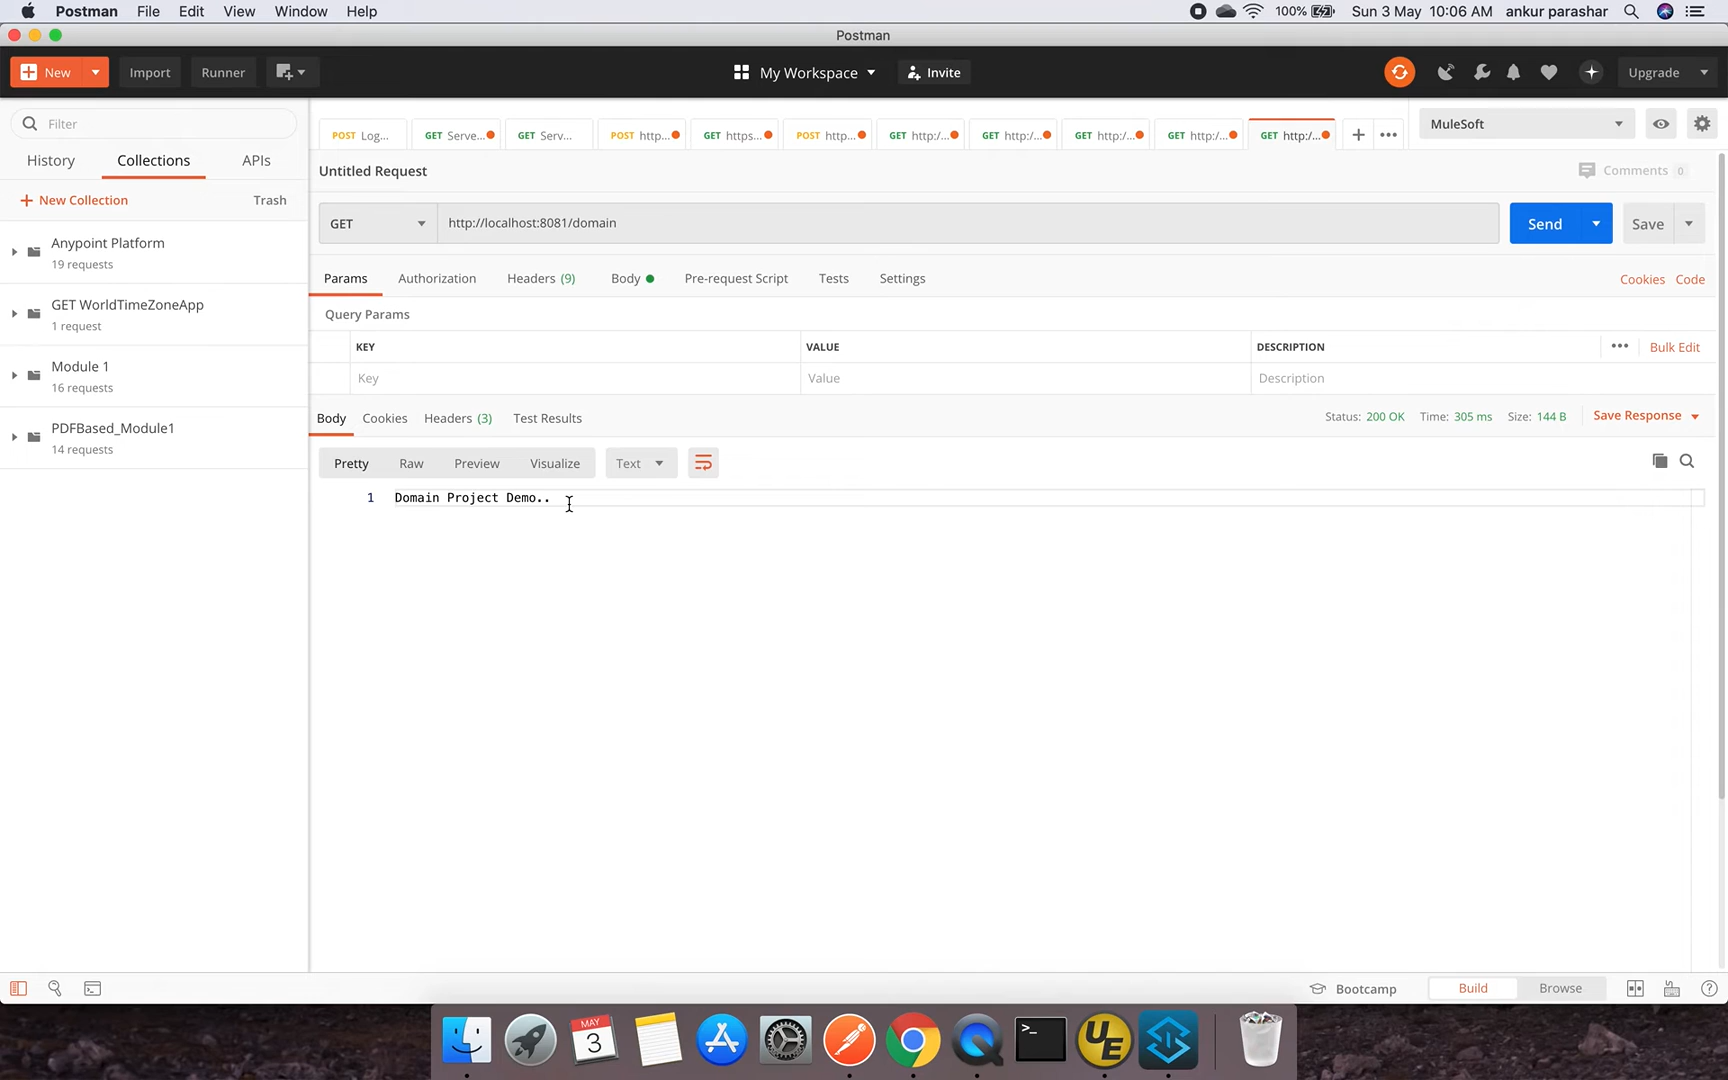 Postman File Edit View Window Help
100% Sun 3 May 10:06 AM ankur parashar
Postman
New Import Runner My Workspace Invite Upgrade
Filter
History Collections APIs
New Collection Trash
Anypoint Platform
19 requests
GET WorldTimeZoneApp
1 request
Module 1
16 requests
PDFBased_Module1
14 requests
POST Log... GET Serve... GET Serv... POST http... GET https... POST http... GET http:/... GET http:/... GET http:/... GET http:/... GET http:/... MuleSoft
Untitled Request Comments 0
GET http://localhost:8081/domain Send Save
Params Authorization Headers (9) Body Pre-request Script Tests Settings Cookies Code
Query Params
KEY VALUE DESCRIPTION Bulk Edit
Key Value Description
Body Cookies Headers (3) Test Results Status: 200 OK Time: 305 ms Size: 144 B Save Response
Pretty Raw Preview Visualize Text
1 Domain Project Demo..
Bootcamp Build Browse
MAY
3
>_
UE